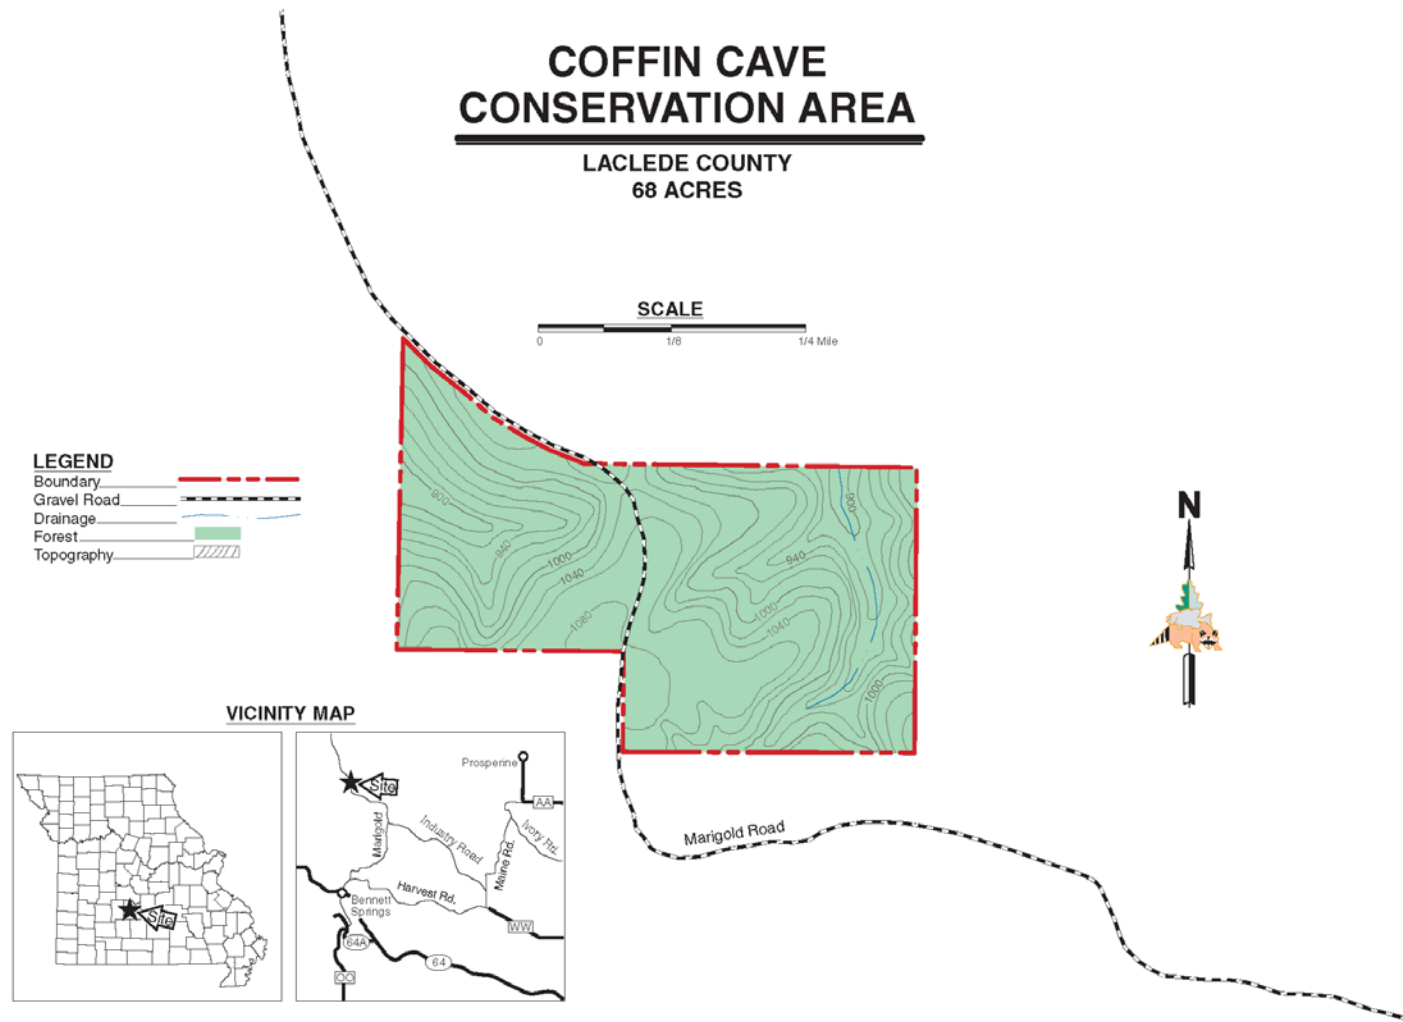 COFFIN CAVE
CONSERVATION AREA
LACLEDE COUNTY
68 ACRES
SCALE
0 1/8 1/4 Mile
LEGEND
Boundary
Gravel Road
Drainage
Forest
Topography
900
940
1000
1040
1080
900
940
1000
1040
1000
N
Marigold Road
VICINITY MAP
Site
Site
Prosperine
AA
Marigold
Industry Road
Maine Rd.
Ivory Rd.
Harvest Rd.
Bennett
Springs
WW
64A
64
OO